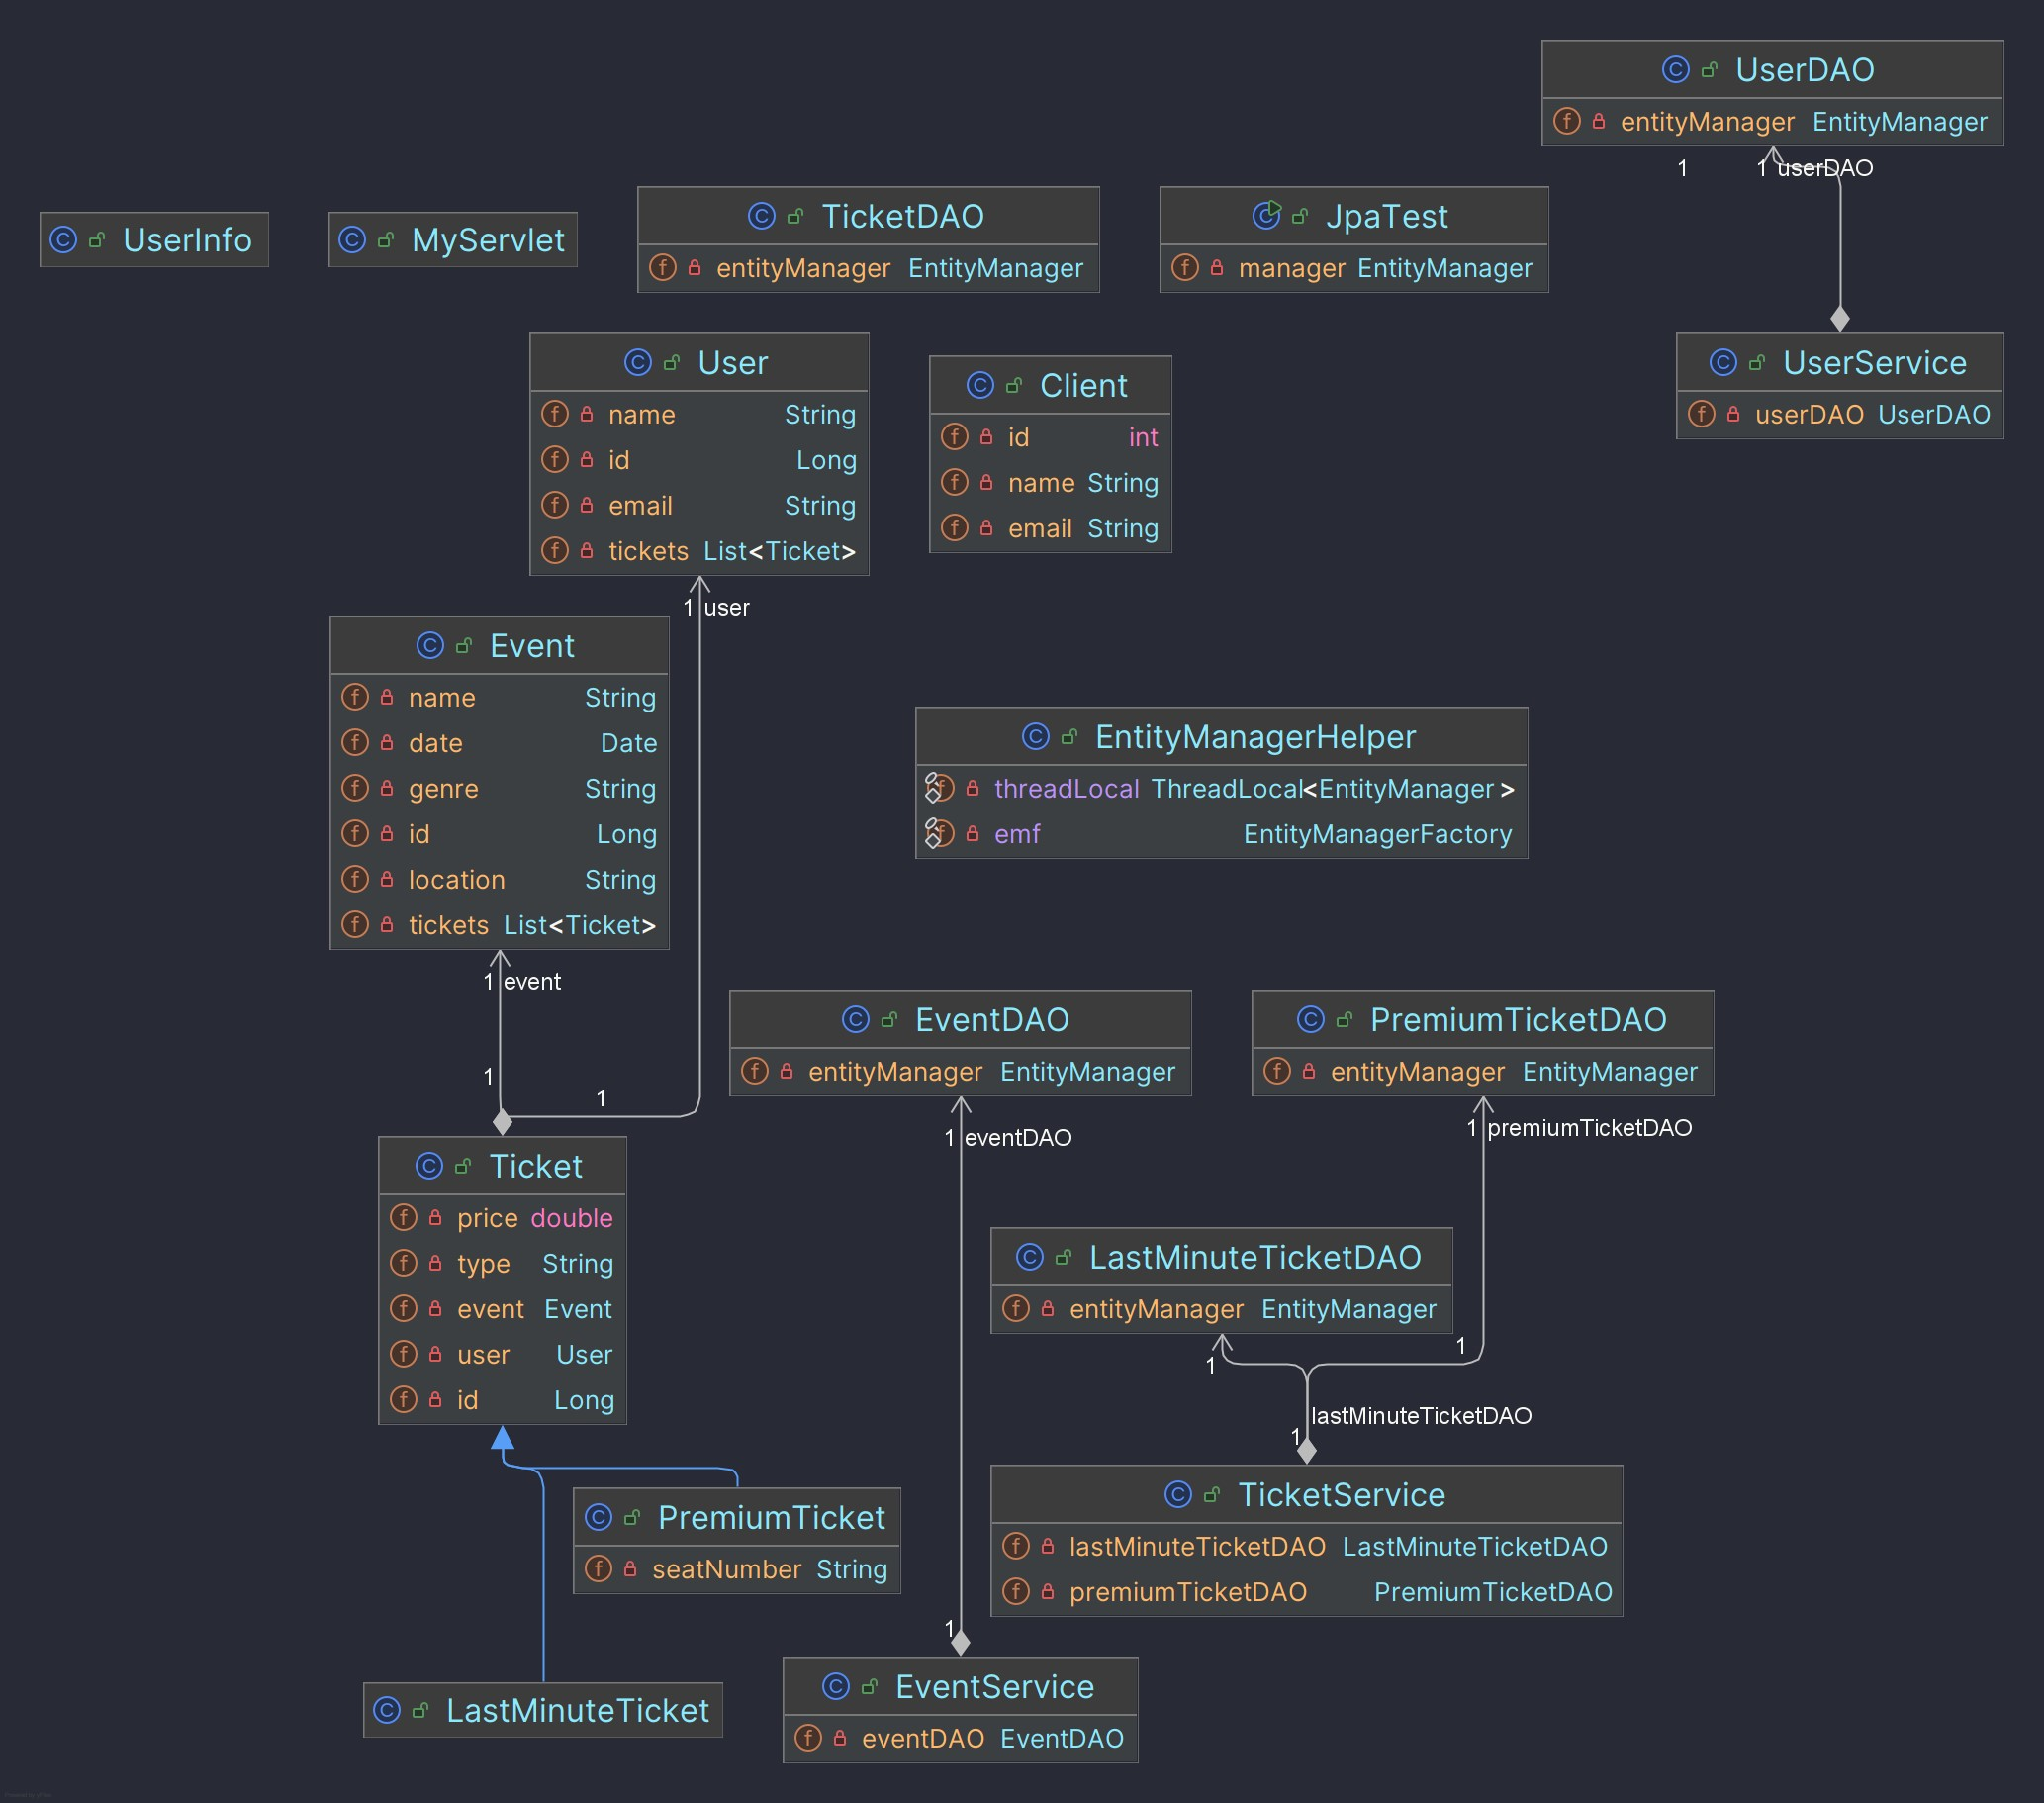 UserDAO
entityManager EntityManager
1 1 userDAO
UserInfo
MyServlet
TicketDAO
entityManager EntityManager
JpaTest
manager EntityManager
UserService
userDAO UserDAO
User
name String
id Long
email String
tickets List<Ticket>
1 user
Client
id int
name String
email String
Event
name String
date Date
genre String
id Long
location String
tickets List<Ticket>
1 event
1
1
EntityManagerHelper
threadLocal ThreadLocal<EntityManager>
emf EntityManagerFactory
EventDAO
entityManager EntityManager
1 eventDAO
PremiumTicketDAO
entityManager EntityManager
1 premiumTicketDAO
Ticket
price double
type String
event Event
user User
id Long
LastMinuteTicketDAO
entityManager EntityManager
1
1
lastMinuteTicketDAO
1
PremiumTicket
seatNumber String
TicketService
lastMinuteTicketDAO LastMinuteTicketDAO
premiumTicketDAO PremiumTicketDAO
1
LastMinuteTicket
EventService
eventDAO EventDAO